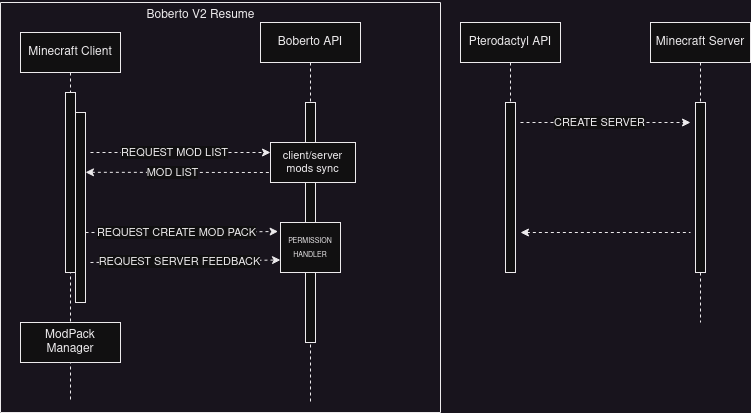 Boberto V2 Resume
Minecraft Client
Boberto API
Pterodactyl API
Minecraft Server
CREATE SERVER
REQUEST MOD LIST
client/server
mods sync
MOD LIST
REQUEST CREATE MOD PACK
PERMISSION
HANDLER
REQUEST SERVER FEEDBACK
ModPack
Manager